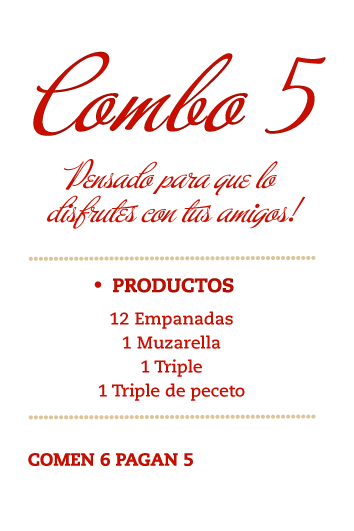 Combo 5
Pensado para que lo
disfrutes con tus amigos!
• PRODUCTOS
12 Empanadas
1 Muzarella
1 Triple
1 Triple de peceto
COMEN 6 PAGAN 5